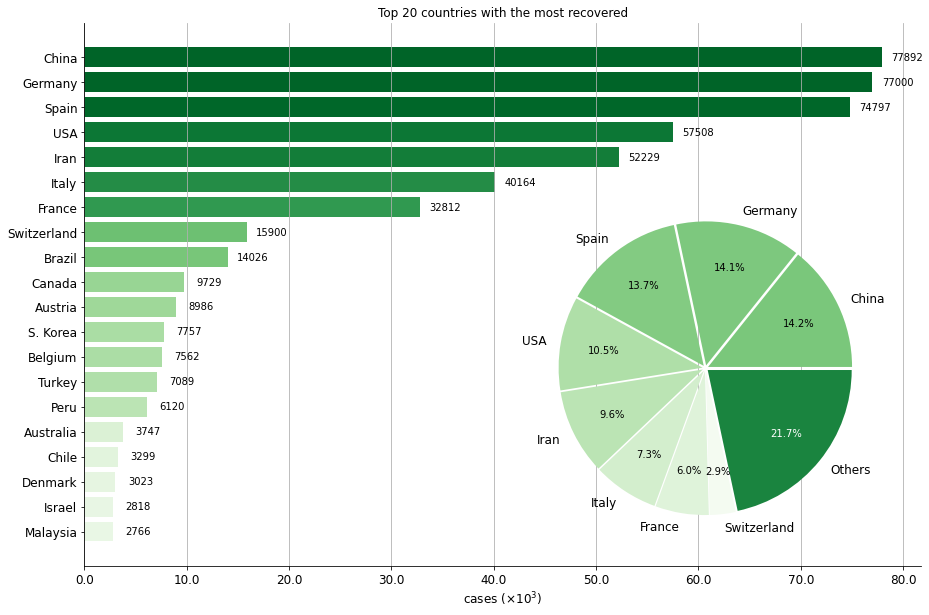 Top 20 countries with the most recovered
China 77892
Germany 77000
Spain 74797
USA 57508
Iran 52229
Italy 40164
France 32812
Switzerland 15900
Brazil 14026
Canada 9729
Austria 8986
S. Korea 7757
Belgium 7562
Turkey 7089
Peru 6120
Australia 3747
Chile 3299
Denmark 3023
Israel 2818
Malaysia 2766
0.0 10.0 20.0 30.0 40.0 50.0 60.0 70.0 80.0
cases (×10³)
China
14.2%
Germany
14.1%
Spain
13.7%
USA
10.5%
Iran
9.6%
Italy
7.3%
France
6.0%
Switzerland
2.9%
Others
21.7%